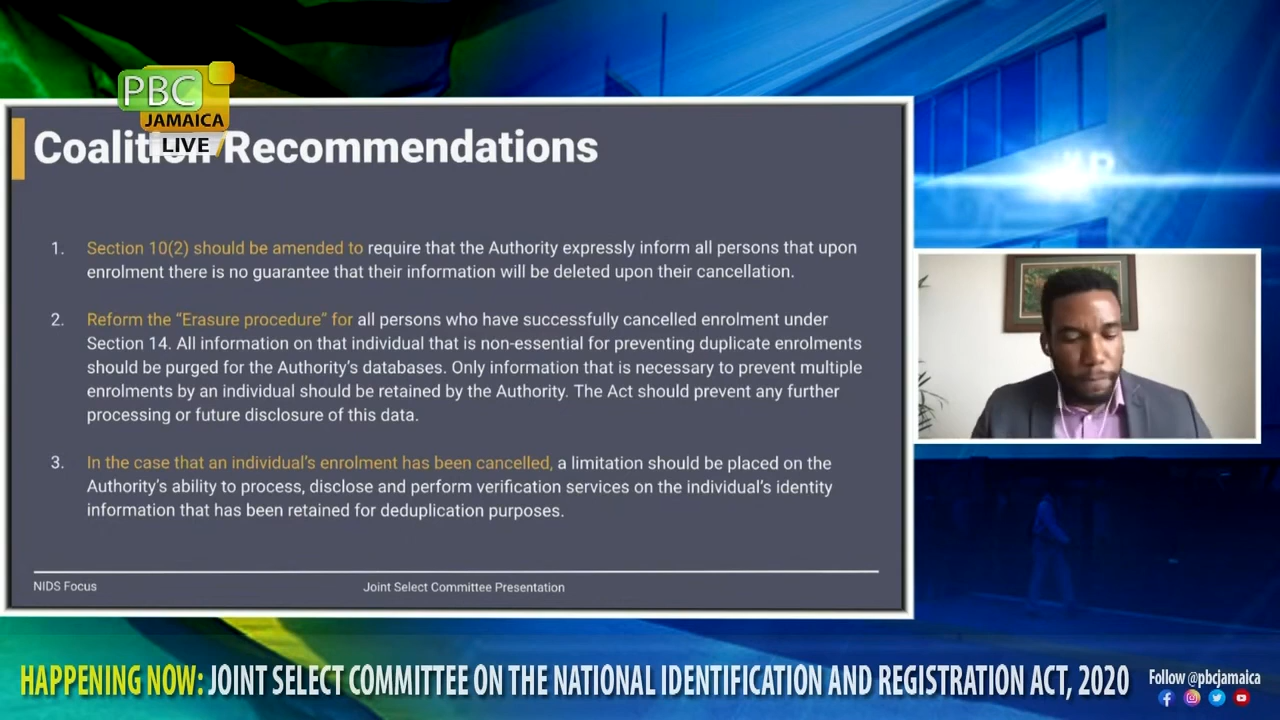 PBC
JAMAICA
LIVE
Coalition Recommendations
1. Section 10(2) should be amended to require that the Authority expressly inform all persons that upon
enrolment there is no guarantee that their information will be deleted upon their cancellation.
2. Reform the “Erasure procedure” for all persons who have successfully cancelled enrolment under
Section 14. All information on that individual that is non-essential for preventing duplicate enrolments
should be purged for the Authority’s databases. Only information that is necessary to prevent multiple
enrolments by an individual should be retained by the Authority. The Act should prevent any further
processing or future disclosure of this data.
3. In the case that an individual’s enrolment has been cancelled, a limitation should be placed on the
Authority’s ability to process, disclose and perform verification services on the individual’s identity
information that has been retained for deduplication purposes.
NIDS Focus
Joint Select Committee Presentation
HAPPENING NOW: JOINT SELECT COMMITTEE ON THE NATIONAL IDENTIFICATION AND REGISTRATION ACT, 2020
Follow @pbcjamaica